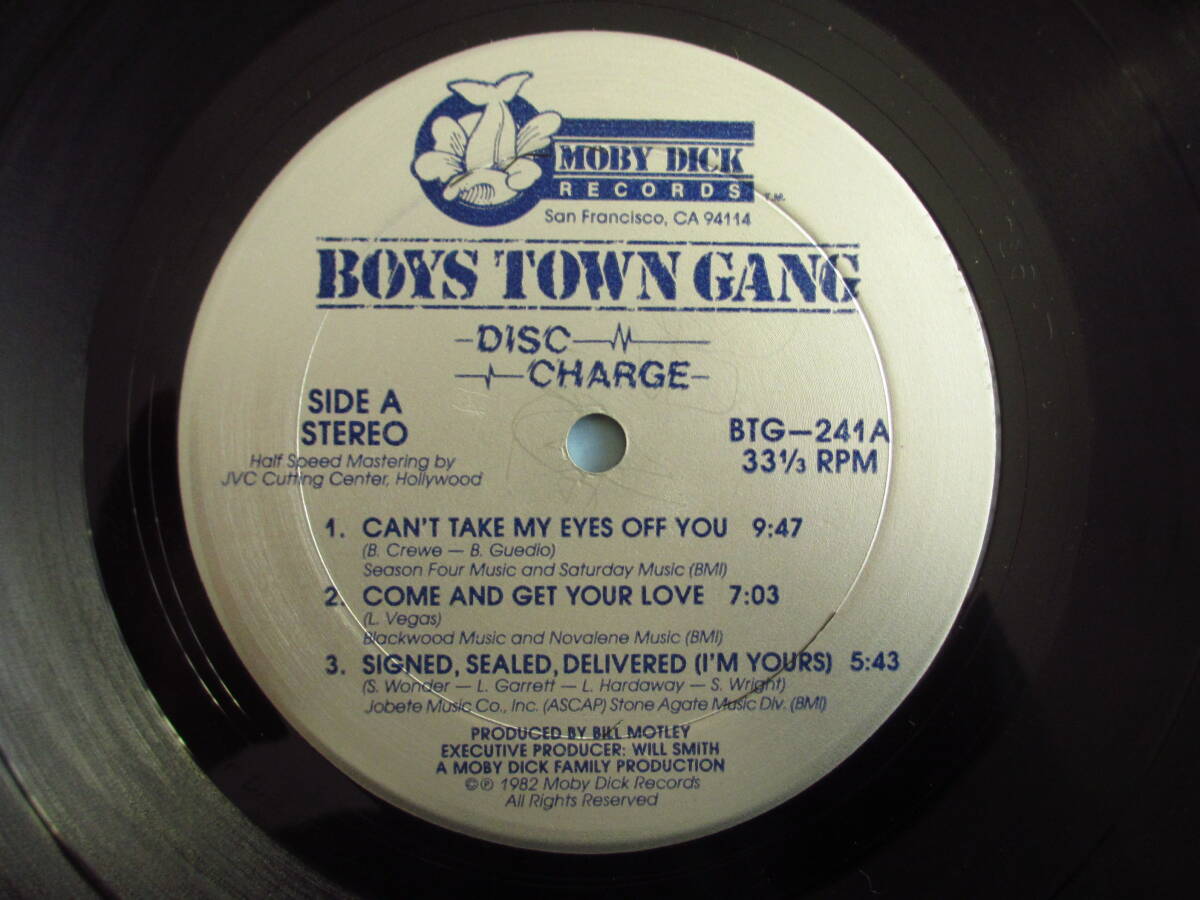 MOBY DICK
RECORDS
T.M.
San Francisco, CA 94114
BOYS TOWN GANG
DISC
CHARGE
SIDE A
STEREO
Half Speed Mastering by
JVC Cutting Center, Hollywood
BTG—241A
33⅓ RPM
1. CAN'T TAKE MY EYES OFF YOU 9:47
(B. Crewe — B. Guedio)
Season Four Music and Saturday Music (BMI)
2. COME AND GET YOUR LOVE 7:03
(L. Vegas)
Blackwood Music and Novalene Music (BMI)
3. SIGNED, SEALED, DELIVERED (I'M YOURS) 5:43
(S. Wonder — L. Garrett — L. Hardaway — S. Wright)
Jobete Music Co., Inc. (ASCAP) Stone Agate Music Div. (BMI)
PRODUCED BY BILL MOTLEY
EXECUTIVE PRODUCER: WILL SMITH
A MOBY DICK FAMILY PRODUCTION
©℗ 1982 Moby Dick Records
All Rights Reserved